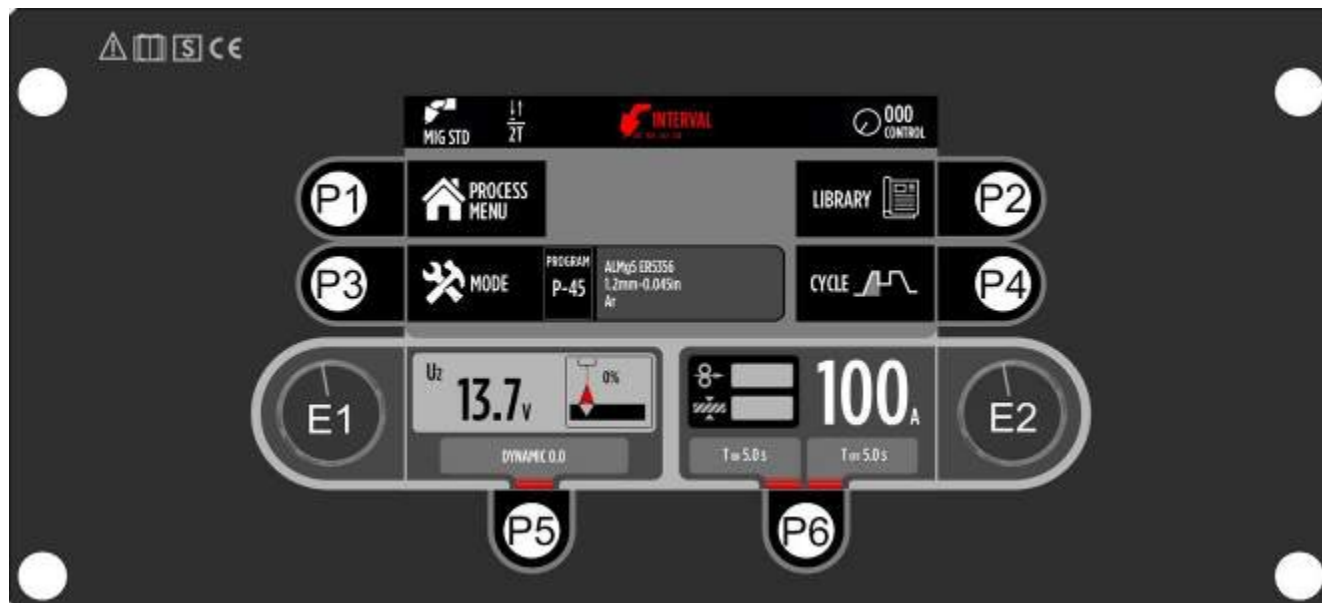 S CE
MIG STD
2T
INTERVAL
000
CONTROL
P1
PROCESS
MENU
LIBRARY
P2
P3
MODE
PROGRAM
P-45
ALMg5 ER5356
1.2mm-0.045in
Ar
CYCLE
P4
E1
U2
13.7V
0%
DYNAMIC 0.0
100A
T 5.0 s
T 5.0 s
E2
P5
P6